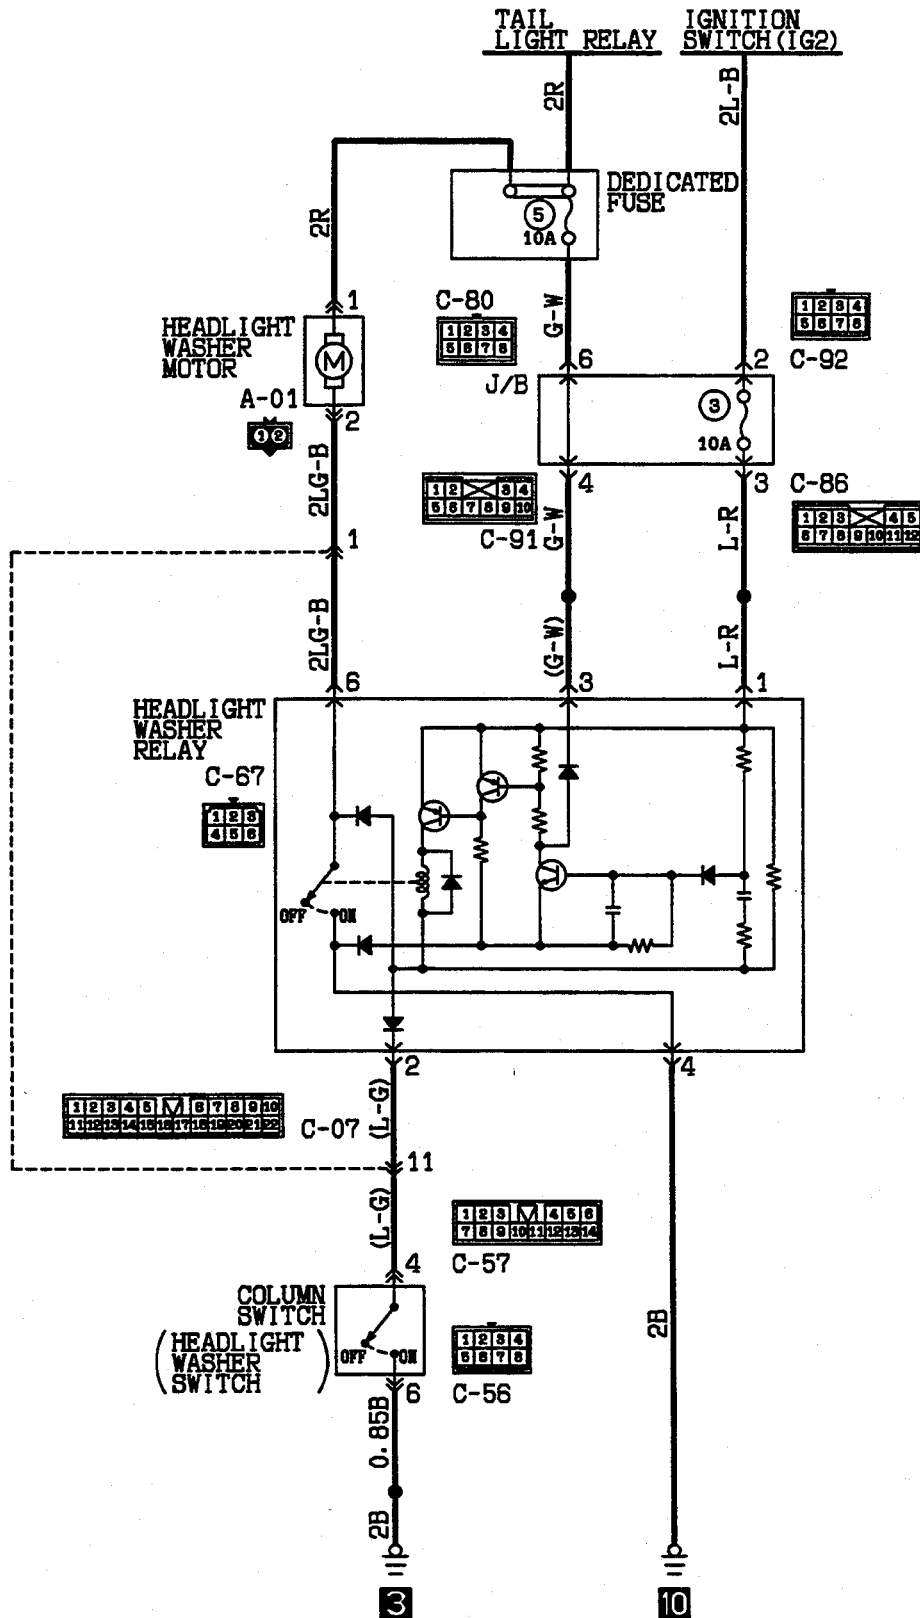 TAIL
LIGHT RELAY
IGNITION
SWITCH(IG2)
2R
2L-B
DEDICATED
FUSE
5
10A
2R
G-W
C-80
1 2 3 4
5 6 7 8
1 2 3 4
5 6 7 8
C-92
1
HEADLIGHT
WASHER
MOTOR
M
A-01
1 2
2
6
2
J/B
3
10A
4
3
C-86
1 2 3 4 5
6 7 8 9 10 11 12
1 2 3 4
5 6 7 8 9 10
C-91
2LG-B
G-W
L-R
1
2LG-B
(G-W)
L-R
6
3
1
HEADLIGHT
WASHER
RELAY
C-67
1 2 3
4 5 6
OFF
ON
2
4
1 2 3 4 5 6 7 8 9 10
11 12 13 14 15 16 17 18 19 20 21 22
C-07
(L-G)
11
(L-G)
1 2 3 4 5 6
7 8 9 10 11 12 13 14
C-57
4
COLUMN
SWITCH
(HEADLIGHT
WASHER
SWITCH)
OFF
ON
1 2 3 4
5 6 7 8
C-56
6
0.85B
2B
2B
3
10